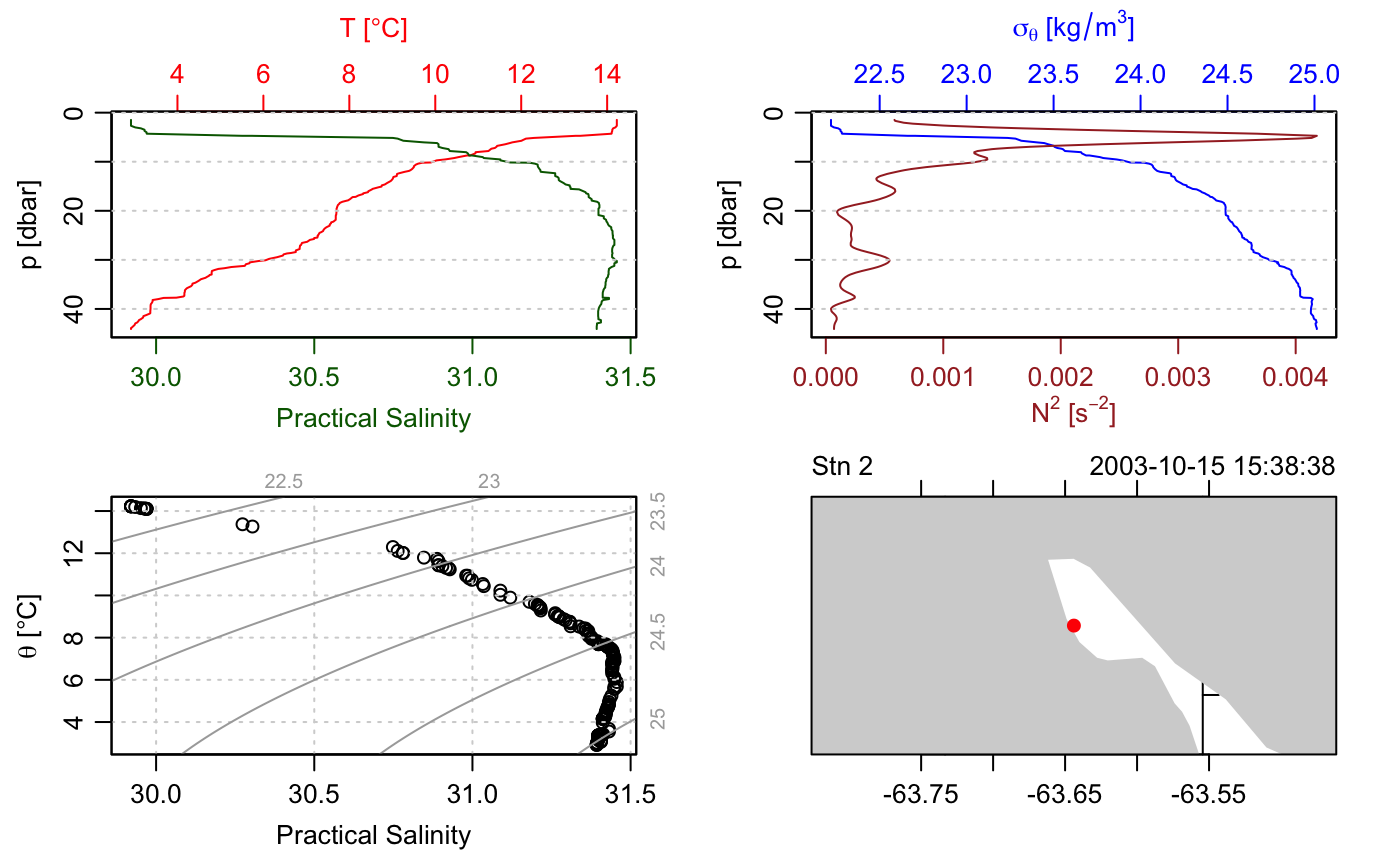 T [°C]
4 6 8 10 12 14
0
20
40
p [dbar]
30.0 30.5 31.0 31.5
Practical Salinity
σθ [kg/m³]
22.5 23.0 23.5 24.0 24.5 25.0
0
20
40
p [dbar]
0.000 0.001 0.002 0.003 0.004
N² [s⁻²]
22.5 23
23.5
24
24.5
25
12
8
6
4
θ [°C]
30.0 30.5 31.0 31.5
Practical Salinity
Stn 2 2003-10-15 15:38:38
-63.75 -63.65 -63.55